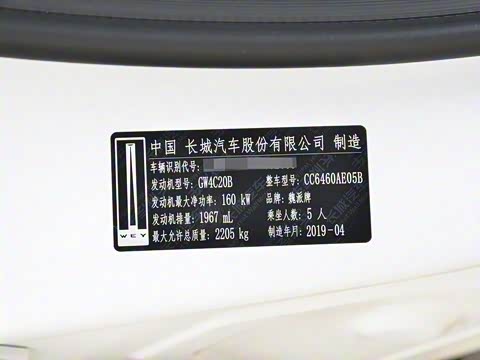 中国 长城汽车股份有限公司 制造
车辆识别代号:
发动机型号: GW4C20B 整车型号: CC6460AE05B
发动机最大净功率: 160 kW 品牌: 魏派牌
发动机排量: 1967 mL 乘坐人数: 5 人
最大允许总质量: 2205 kg 制造年月: 2019-04
WEY